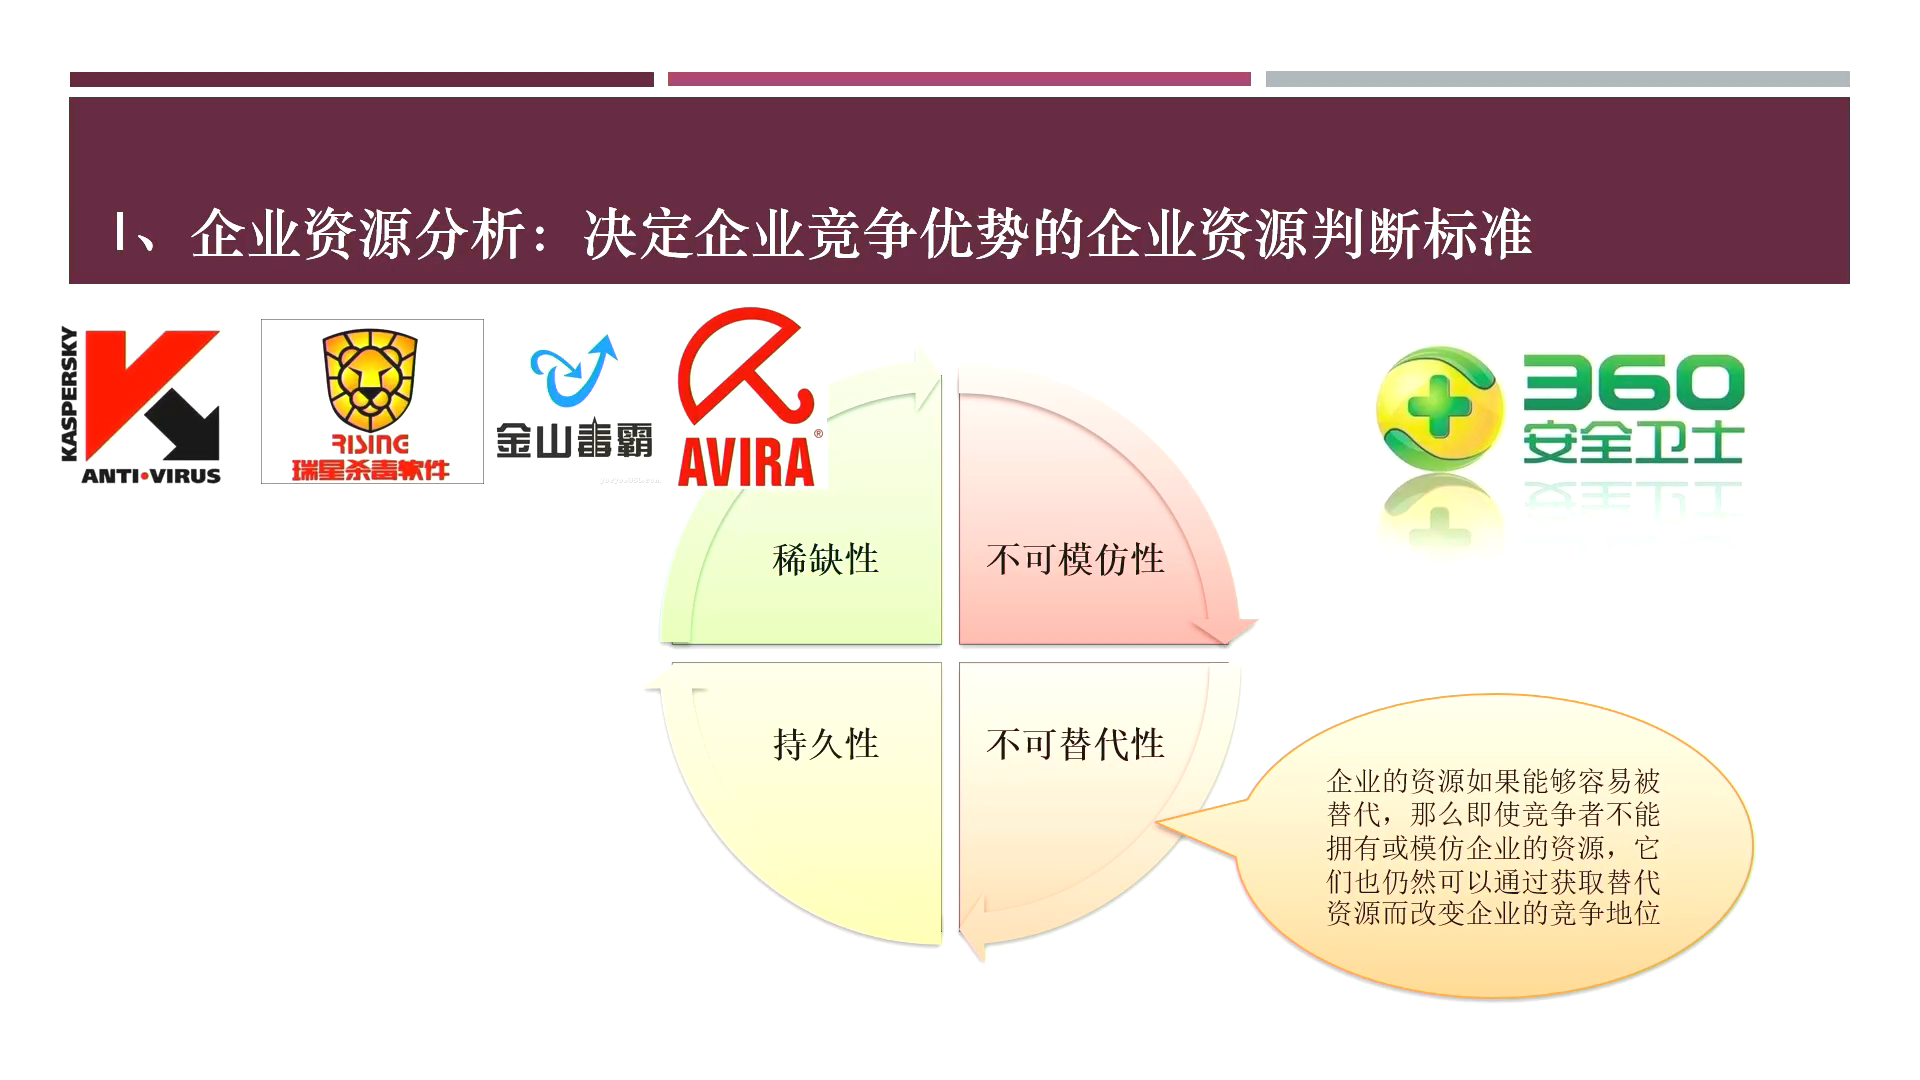 1、企业资源分析：决定企业竞争优势的企业资源判断标准
KASPERSKY
ANTI•VIRUS
RISING
瑞星杀毒软件
金山毒霸
AVIRA®
360
安全卫士
稀缺性
不可模仿性
持久性
不可替代性
企业的资源如果能够容易被
替代，那么即使竞争者不能
拥有或模仿企业的资源，它
们也仍然可以通过获取替代
资源而改变企业的竞争地位